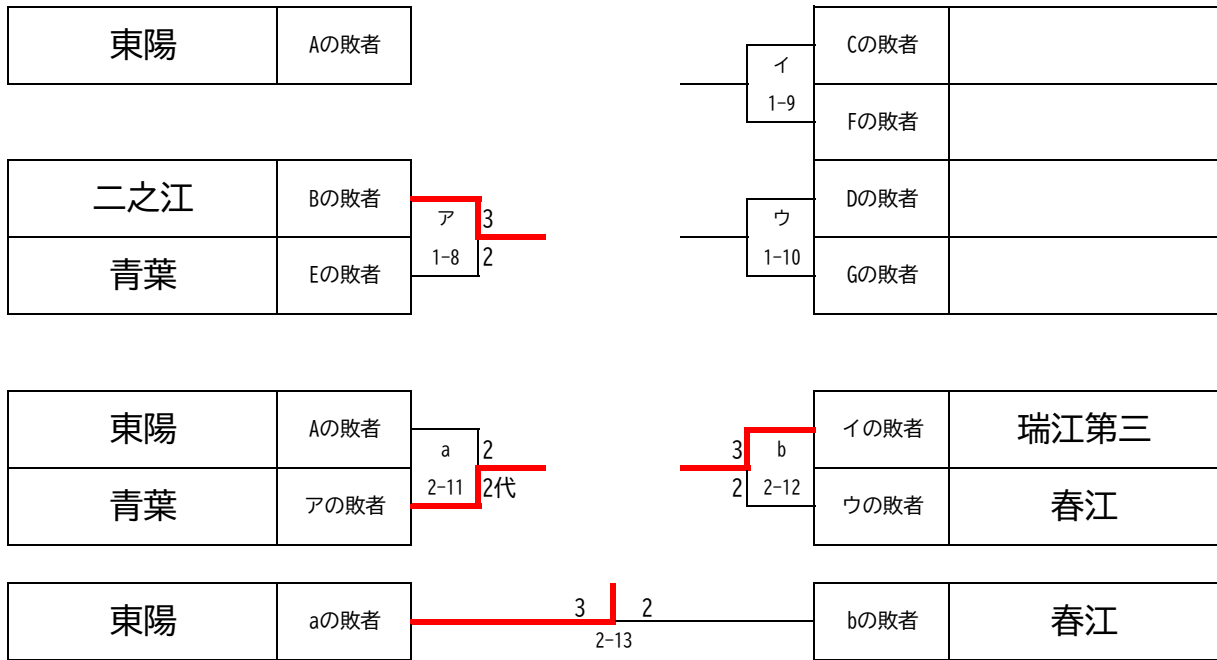 東陽 Aの敗者
イ 1-9
Cの敗者
Fの敗者
二之江 Bの敗者
青葉 Eの敗者
ア 3
1-8 2
ウ
1-10
Dの敗者
Gの敗者
東陽 Aの敗者
青葉 アの敗者
a 2
2-11 2代
3 b
2 2-12
イの敗者 瑞江第三
ウの敗者 春江
東陽 aの敗者
3 2
2-13
bの敗者 春江